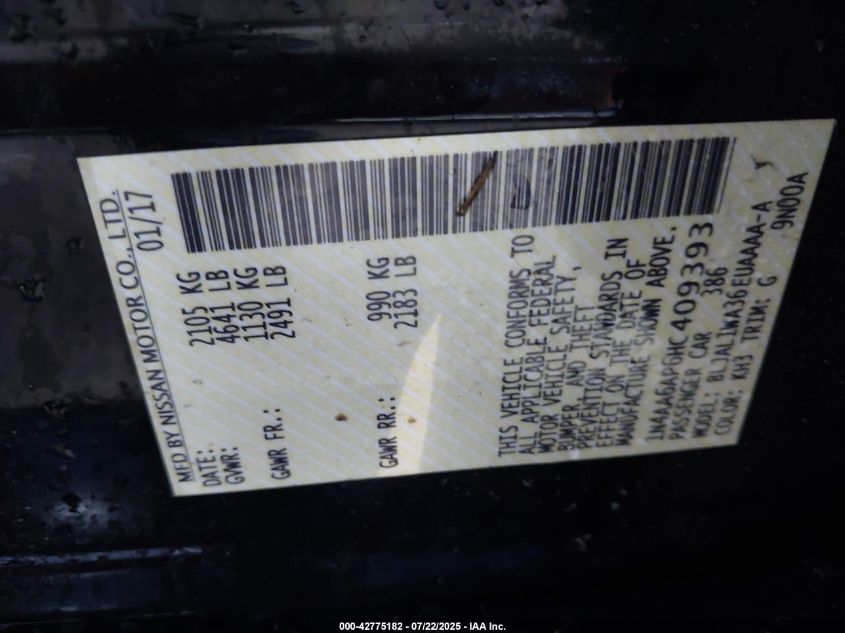 MFD BY NISSAN MOTOR CO., LTD.
DATE: 01/17
GVWR: 2105 KG
4641 LB
GAWR FR.: 1130 KG
2491 LB
GAWR RR.: 990 KG
2183 LB
THIS VEHICLE CONFORMS TO
ALL APPLICABLE FEDERAL
MOTOR VEHICLE SAFETY,
BUMPER, AND THEFT
PREVENTION STANDARDS IN
EFFECT ON THE DATE OF
MANUFACTURE SHOWN ABOVE.
1N4AA6APGHC409393
PASSENGER CAR 386
MODEL: BLJAL1WA36EUAAAA-A
COLOR: KH3 TRIM: G 9N00A
000-42775182 - 07/22/2025 - IAA Inc.